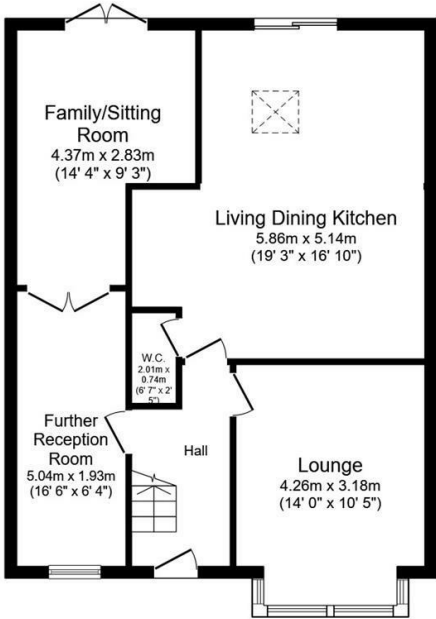 Family/Sitting
Room
4.37m x 2.83m
(14' 4" x 9' 3")
Living Dining Kitchen
5.86m x 5.14m
(19' 3" x 16' 10")
W.C.
2.01m x
0.74m
(6' 7" x 2'
5")
Further
Reception
Room
5.04m x 1.93m
(16' 6" x 6' 4")
Hall
Lounge
4.26m x 3.18m
(14' 0" x 10' 5")